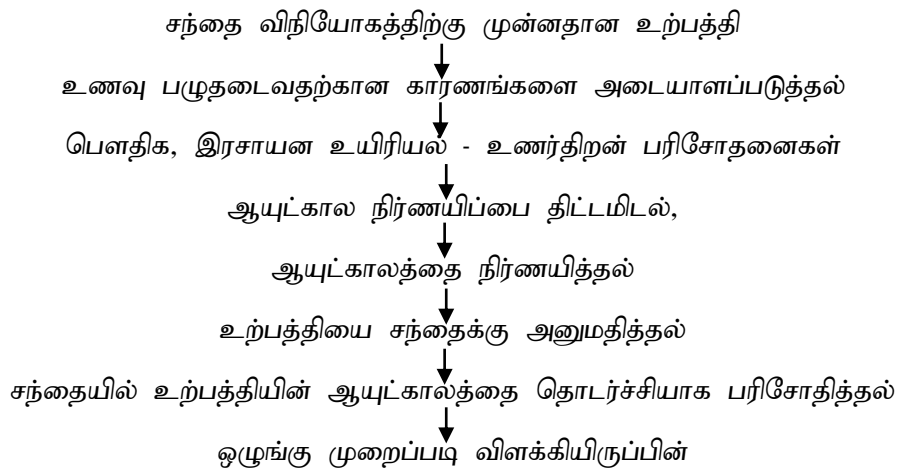 சந்தை விநியோகத்திற்கு முன்னதான உற்பத்தி
உணவு பழுதடைவதற்கான காரணங்களை அடையாளப்படுத்தல்
பௌதிக, இரசாயன உயிரியல் - உணர்திறன் பரிசோதனைகள்
ஆயுட்கால நிர்ணயிப்பை திட்டமிடல்,
ஆயுட்காலத்தை நிர்ணயித்தல்
உற்பத்தியை சந்தைக்கு அனுமதித்தல்
சந்தையில் உற்பத்தியின் ஆயுட்காலத்தை தொடர்ச்சியாக பரிசோதித்தல்
ஒழுங்கு முறைப்படி விளக்கியிருப்பின்